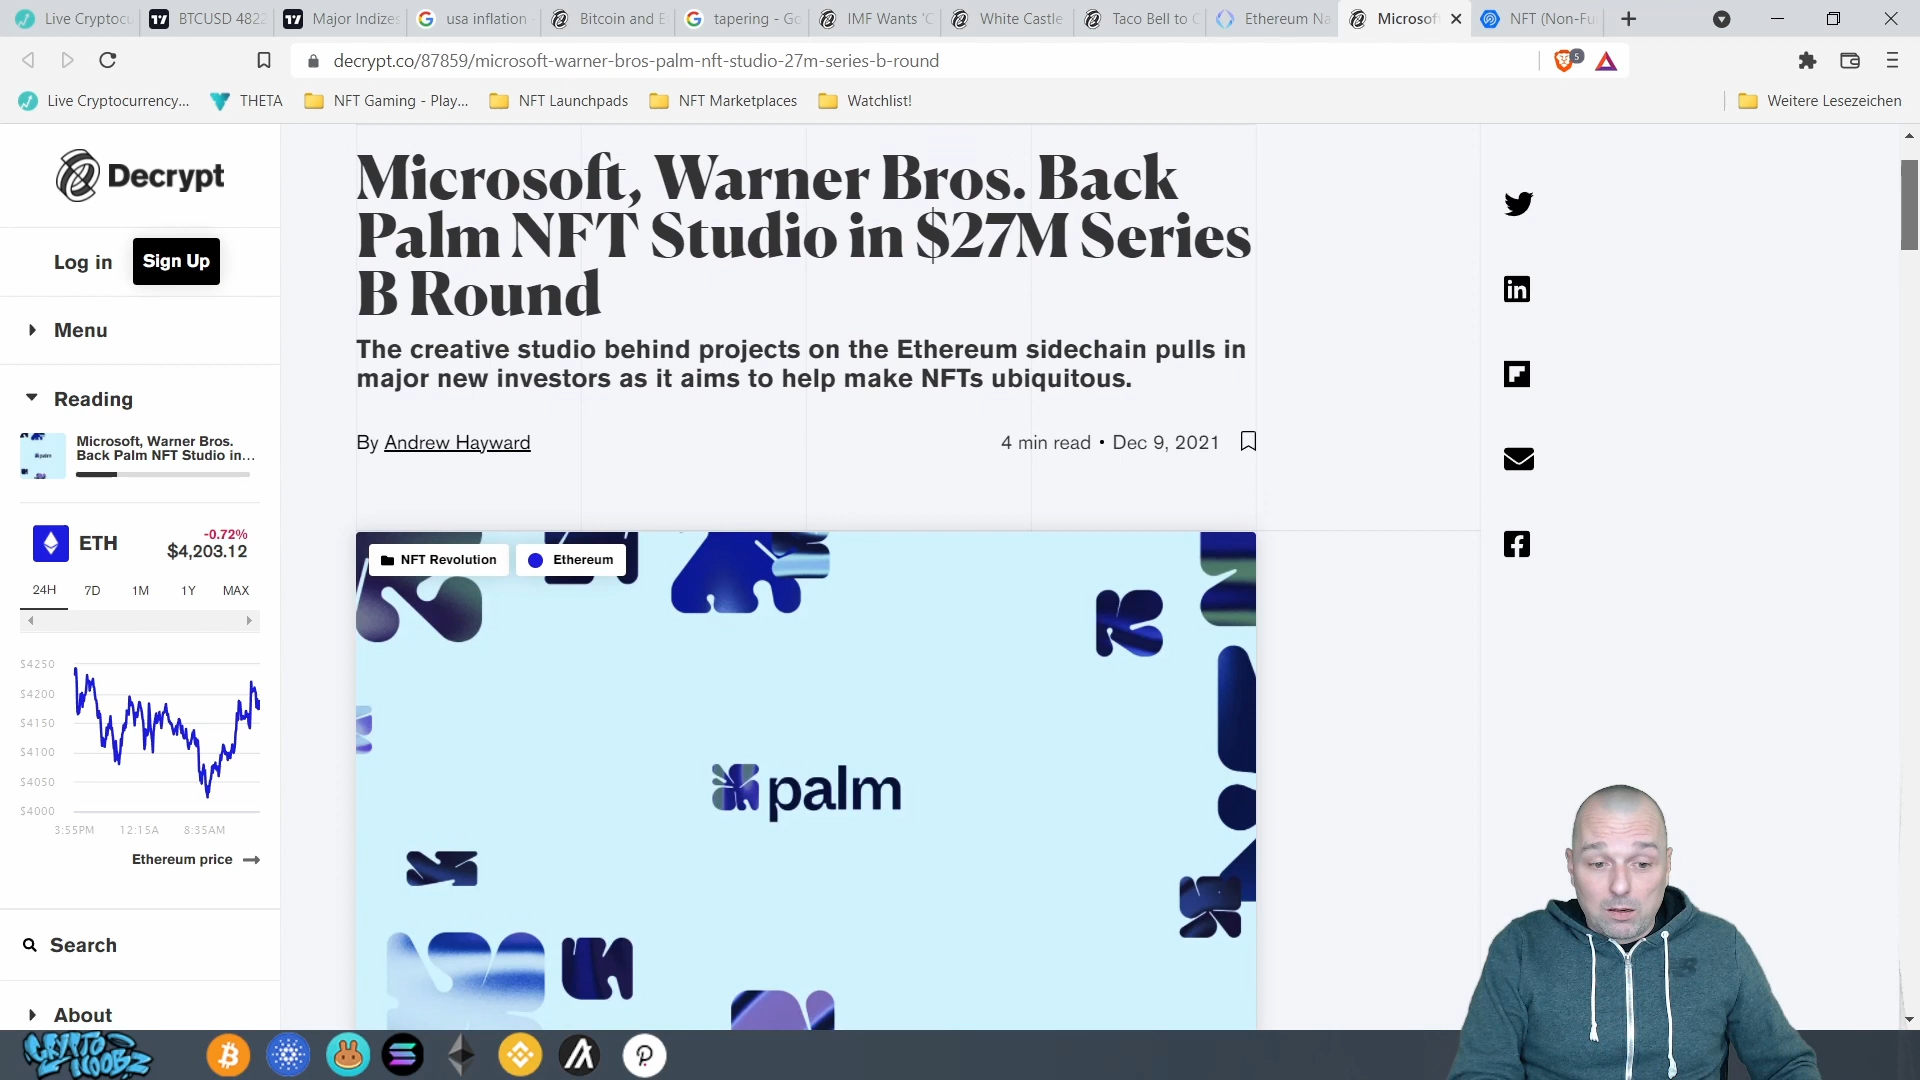 Live Cryptocu
BTCUSD 4822
Major Indizes
usa inflation -
Bitcoin and E
tapering - Go
IMF Wants 'C
White Castle
Taco Bell to C
Ethereum Na
Microsof
NFT (Non-Fu
decrypt.co/87859/microsoft-warner-bros-palm-nft-studio-27m-series-b-round
5
Live Cryptocurrency...
THETA
NFT Gaming - Play...
NFT Launchpads
NFT Marketplaces
Watchlist!
Weitere Lesezeichen
Decrypt
Log in
Sign Up
Menu
Reading
Microsoft, Warner Bros.
Back Palm NFT Studio in...
ETH
-0.72%
$4,203.12
24H
7D
1M
1Y
MAX
$4250
$4200
$4150
$4100
$4050
$4000
3:55PM
12:15A
8:35AM
Ethereum price
Search
About
Microsoft, Warner Bros. Back
Palm NFT Studio in $27M Series
B Round
The creative studio behind projects on the Ethereum sidechain pulls in
major new investors as it aims to help make NFTs ubiquitous.
By Andrew Hayward
4 min read • Dec 9, 2021
NFT Revolution
Ethereum
palm
CRYPTO
NOOBZ